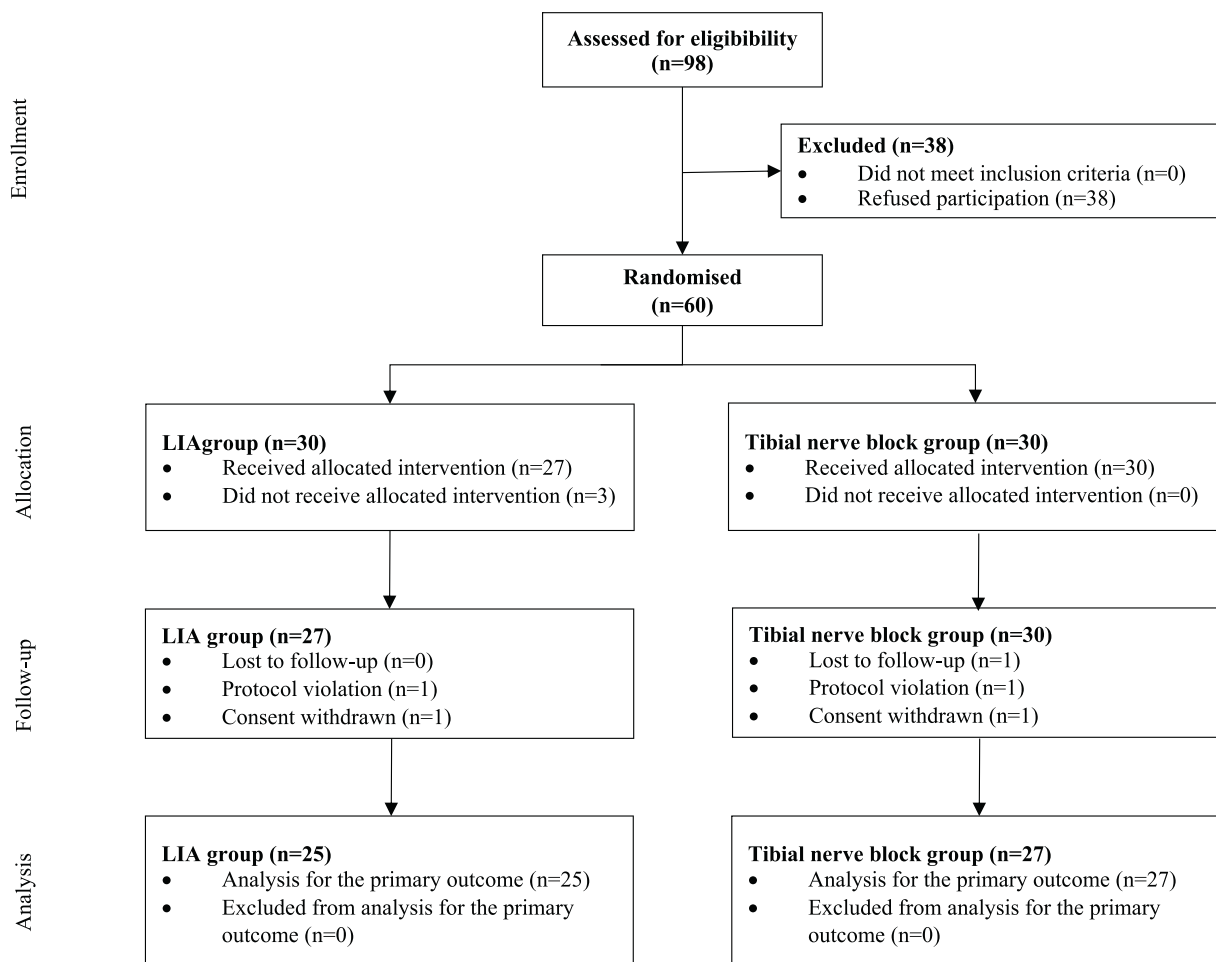 Assessed for eligibibility
(n=98)
Enrollment
Excluded (n=38)
• Did not meet inclusion criteria (n=0)
• Refused participation (n=38)
Randomised
(n=60)
Allocation
LIAgroup (n=30)
• Received allocated intervention (n=27)
• Did not receive allocated intervention (n=3)
Tibial nerve block group (n=30)
• Received allocated intervention (n=30)
• Did not receive allocated intervention (n=0)
Follow-up
LIA group (n=27)
• Lost to follow-up (n=0)
• Protocol violation (n=1)
• Consent withdrawn (n=1)
Tibial nerve block group (n=30)
• Lost to follow-up (n=1)
• Protocol violation (n=1)
• Consent withdrawn (n=1)
Analysis
LIA group (n=25)
• Analysis for the primary outcome (n=25)
• Excluded from analysis for the primary
outcome (n=0)
Tibial nerve block group (n=27)
• Analysis for the primary outcome (n=27)
• Excluded from analysis for the primary
outcome (n=0)